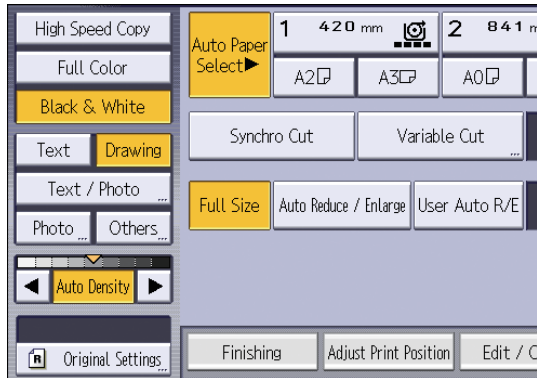 High Speed Copy
Full Color
Black & White
Text
Drawing
Text / Photo
Photo
Others
Auto Density
Original Settings
Auto Paper
Select▶
1 420 mm
2 841
A2
A3
A0
Synchro Cut
Variable Cut
Full Size
Auto Reduce / Enlarge
User Auto R/E
Finishing
Adjust Print Position
Edit /